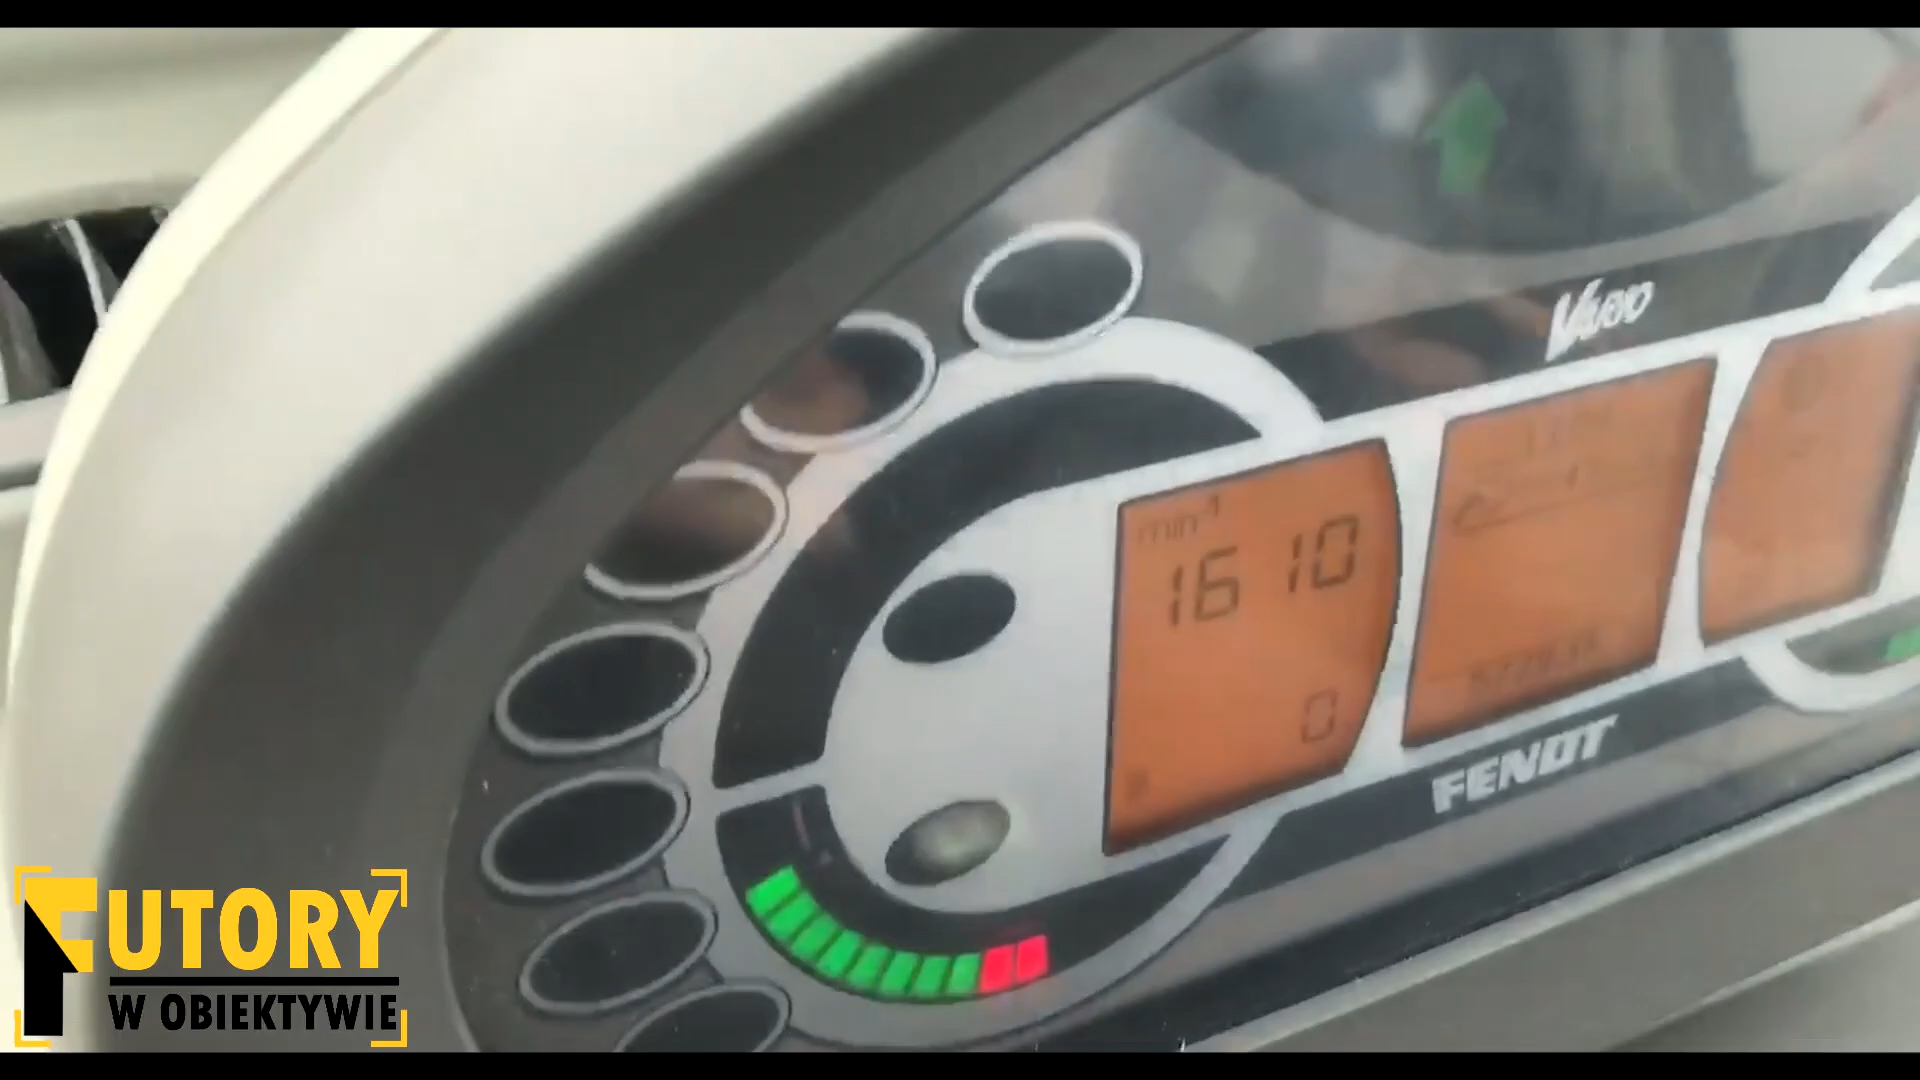 Vario
min⁻¹
1610
0
FENDT
FUTORY
W OBIEKTYWIE